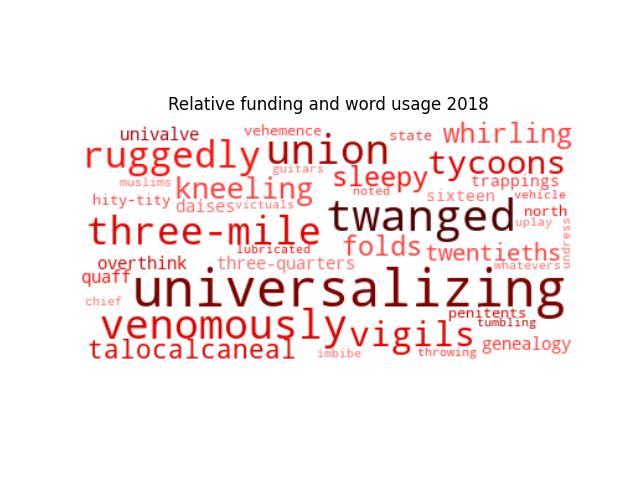 Relative funding and word usage 2018
univalve vehemence state whirling
ruggedly union tycoons
guitars sleepy
muslims kneeling noted trappings
hity-tity daises victuals sixteen vehicle
three-mile twanged north
uplay
lubricated folds twentieths undress
overthink three-quarters whatevers
quaff universalizing
chief
venomously vigils penitents
tumbling
talocalcaneal imbibe throwing genealogy